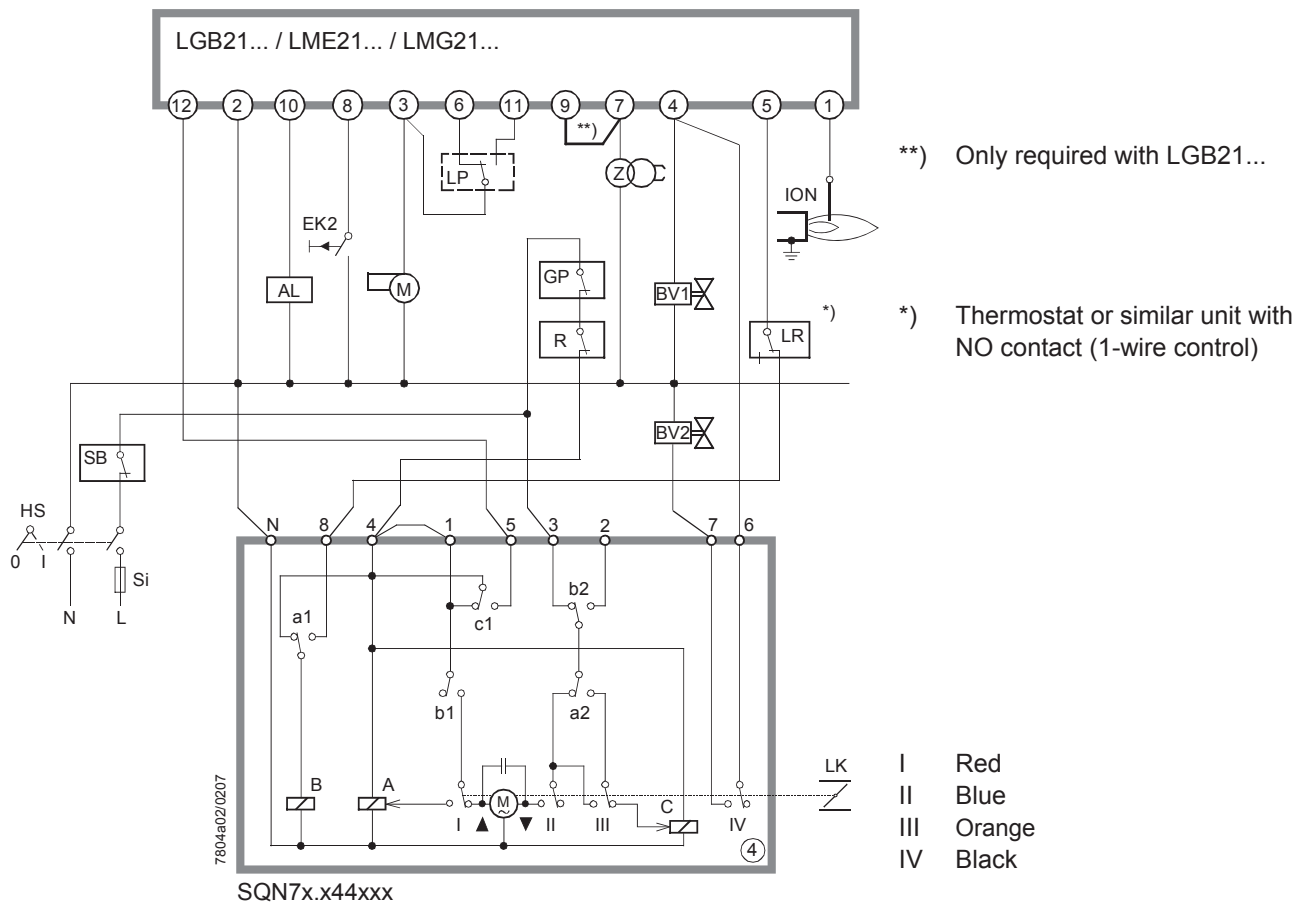 LGB21... / LME21... / LMG21...
12 2 10 8 3 6 11 9 7 4 5 1
**)
**) Only required with LGB21...
LP
Z
ION
EK2
GP
AL
M
BV1
*)
*) Thermostat or similar unit with
NO contact (1-wire control)
R
LR
BV2
SB
HS
0 I
Si
N L
N 8 4 1 5 3 2 7 6
b2
a1
c1
b1
a2
B A
M
~
C
LK
I II III IV
I Red
II Blue
III Orange
IV Black
4
7804a02/0207
SQN7x.x44xxx